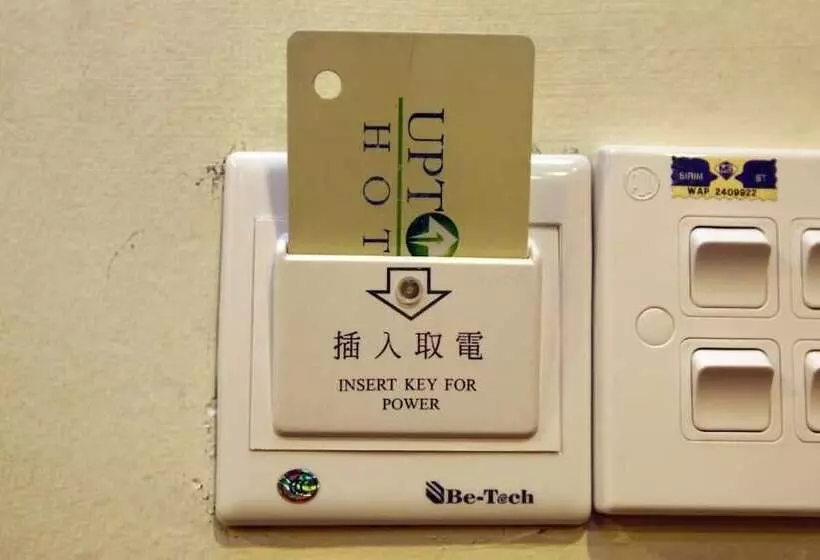 UPT
HOT
插入取電
INSERT KEY FOR
POWER
Be-Tech
SIRIM
ST
WAP 2409922